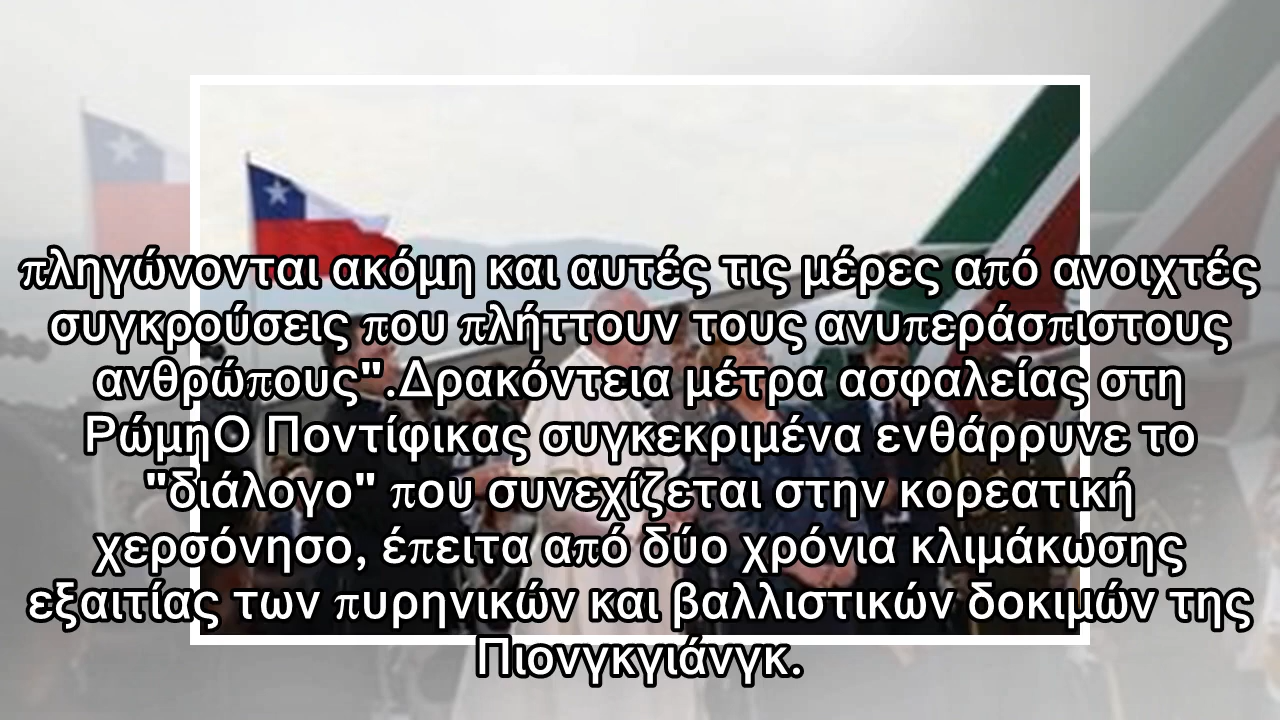 πληγώνονται ακόμη και αυτές τις μέρες από ανοιχτές
συγκρούσεις που πλήττουν τους ανυπεράσπιστους
ανθρώπους".Δρακόντεια μέτρα ασφαλείας στη
ΡώμηΟ Ποντίφικας συγκεκριμένα ενθάρρυνε το
"διάλογο" που συνεχίζεται στην κορεατική
χερσόνησο, έπειτα από δύο χρόνια κλιμάκωσης
εξαιτίας των πυρηνικών και βαλλιστικών δοκιμών της
Πιονγκγιάνγκ.